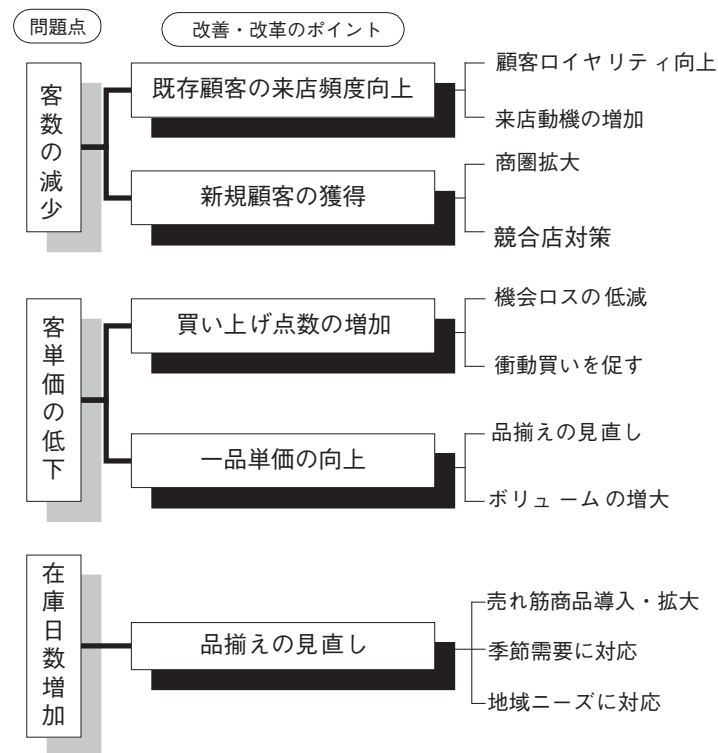 問題点
改善・改革のポイント
客数の減少
既存顧客の来店頻度向上
顧客ロイヤリティ向上
来店動機の増加
新規顧客の獲得
商圏拡大
競合店対策
客単価の低下
買い上げ点数の増加
機会ロスの低減
衝動買いを促す
一品単価の向上
品揃えの見直し
ボリュームの増大
在庫日数増加
品揃えの見直し
売れ筋商品導入・拡大
季節需要に対応
地域ニーズに対応